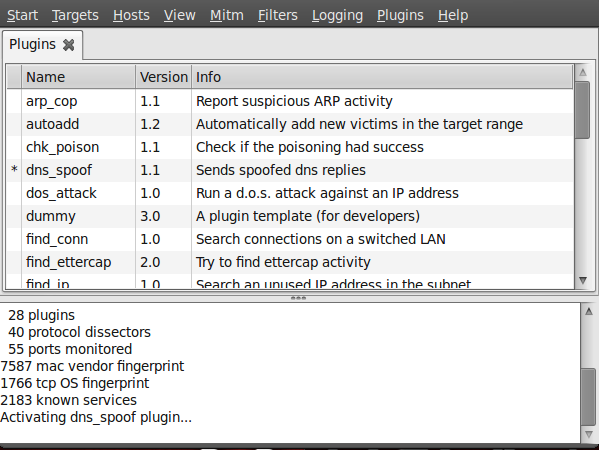 Start Targets Hosts View Mitm Filters Logging Plugins Help
Plugins
Name Version Info
arp_cop 1.1 Report suspicious ARP activity
autoadd 1.2 Automatically add new victims in the target range
chk_poison 1.1 Check if the poisoning had success
* dns_spoof 1.1 Sends spoofed dns replies
dos_attack 1.0 Run a d.o.s. attack against an IP address
dummy 3.0 A plugin template (for developers)
find_conn 1.0 Search connections on a switched LAN
find_ettercap 2.0 Try to find ettercap activity
find_ip 1.0 Search an unused IP address in the subnet
28 plugins
40 protocol dissectors
55 ports monitored
7587 mac vendor fingerprint
1766 tcp OS fingerprint
2183 known services
Activating dns_spoof plugin...